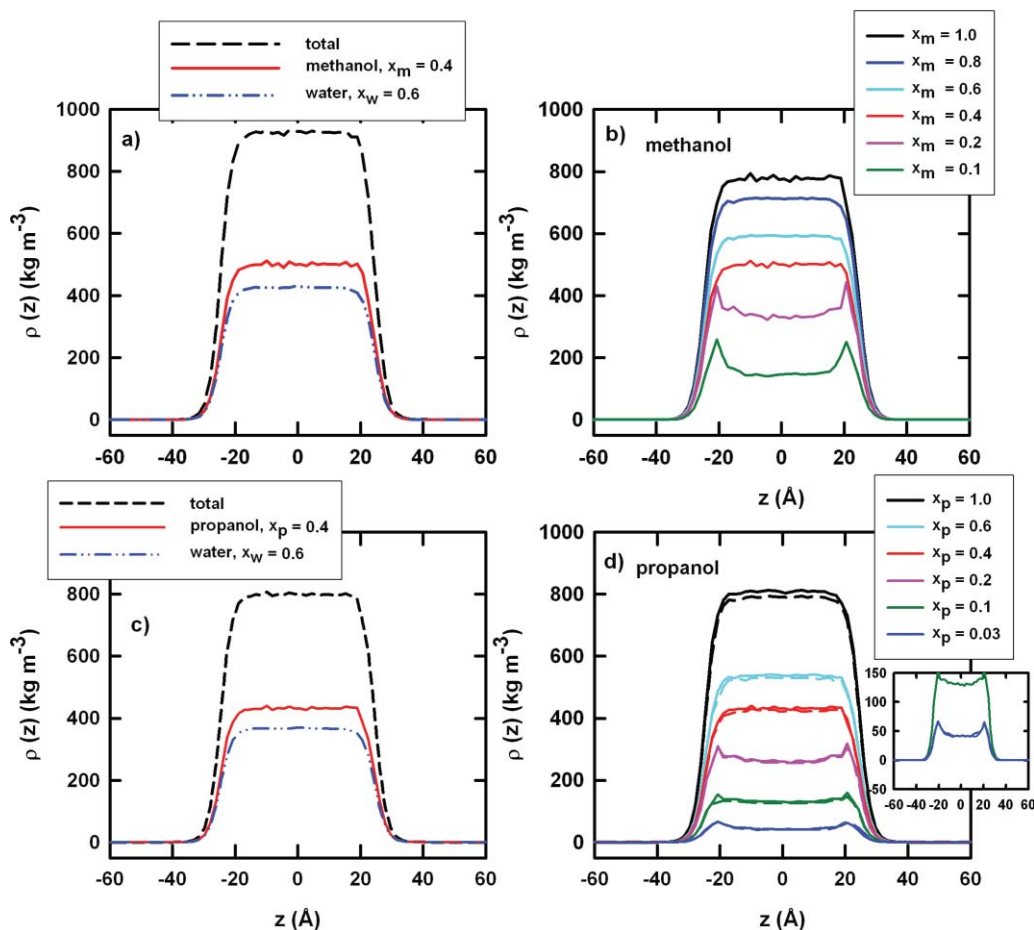 total
methanol, xm = 0.4
water, xw = 0.6
a)
1000
800
600
400
200
0
ρ (z) (kg m-3)
-60 -40 -20 0 20 40 60
z (Å)
xm = 1.0
xm = 0.8
xm = 0.6
xm = 0.4
xm = 0.2
xm = 0.1
b)
methanol
1000
800
600
400
200
0
ρ (z) (kg m-3)
-60 -40 -20 0 20 40 60
z (Å)
total
propanol, xp = 0.4
water, xw = 0.6
c)
1000
800
600
400
200
0
ρ (z) (kg m-3)
-60 -40 -20 0 20 40 60
z (Å)
xp = 1.0
xp = 0.6
xp = 0.4
xp = 0.2
xp = 0.1
xp = 0.03
d) propanol
1000
800
600
400
200
0
ρ (z) (kg m-3)
-60 -40 -20 0 20 40 60
z (Å)
150
100
50
0
-50
-60 -40 -20 0 20 40 60